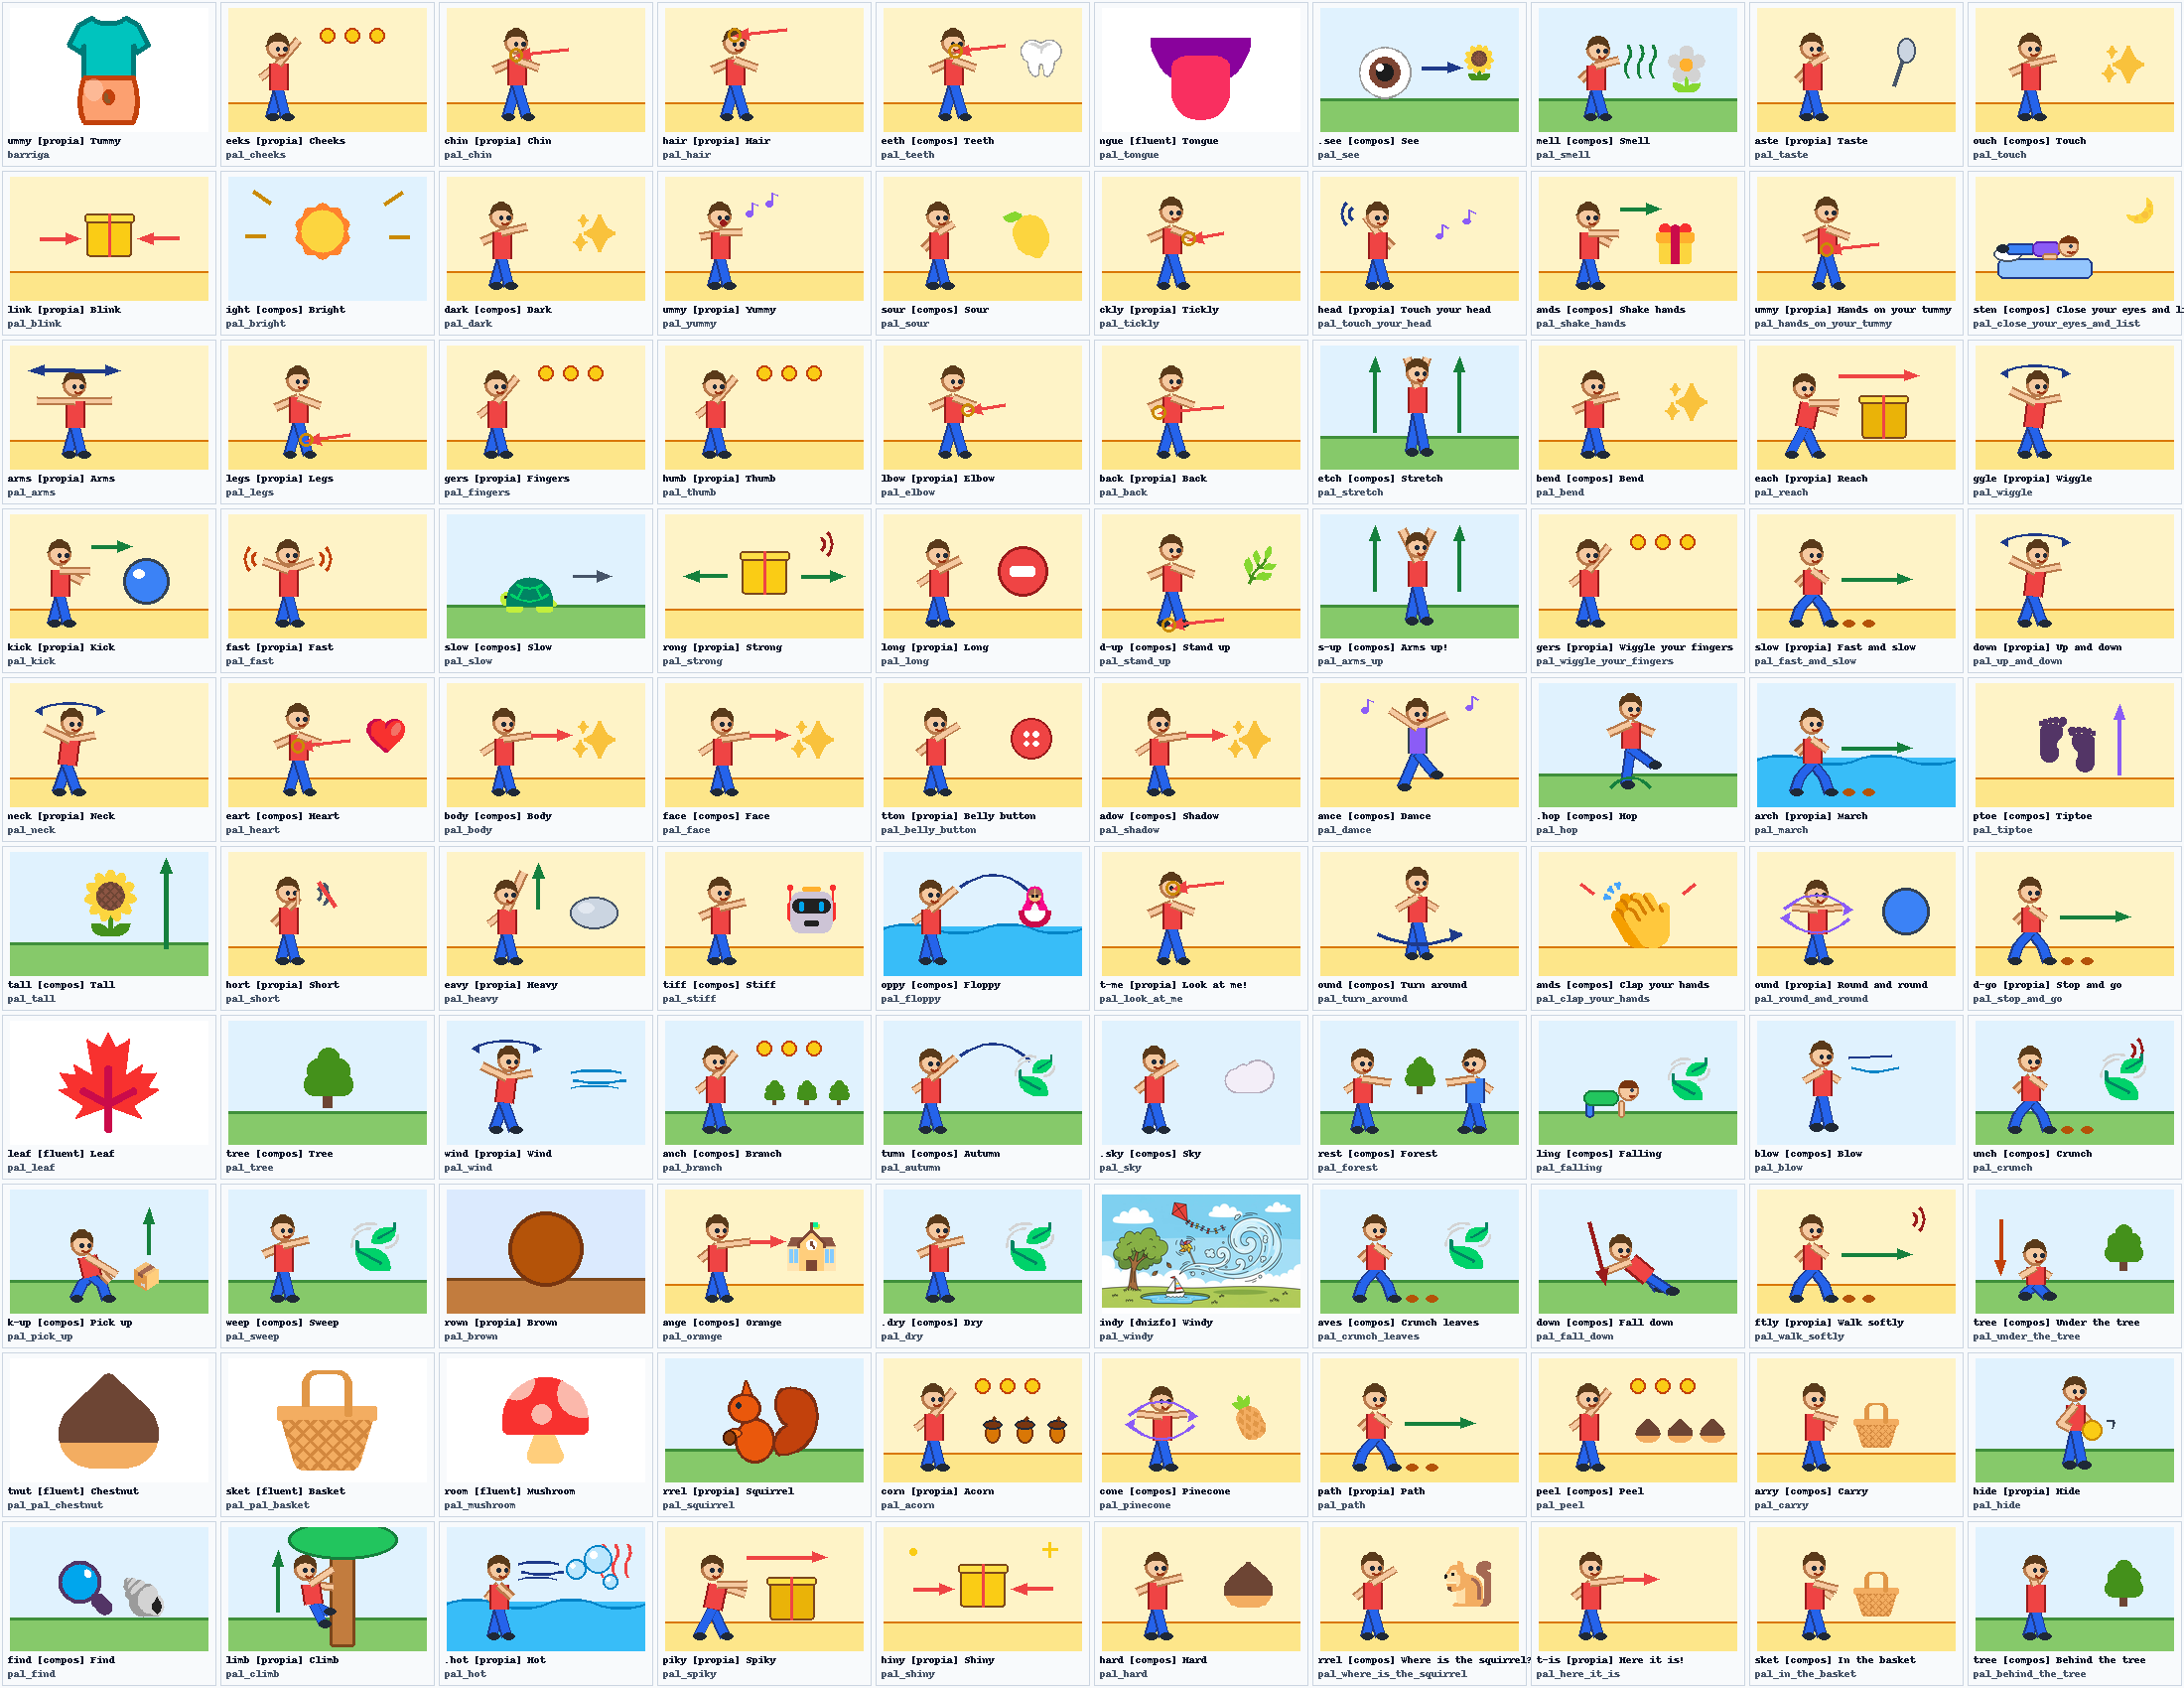 ummy [propia] Tummy
barriga
eeks [propia] Cheeks
pal_cheeks
chin [propia] Chin
pal_chin
hair [propia] Hair
pal_hair
eeth [compos] Teeth
pal_teeth
ngue [fluent] Tongue
pal_tongue
.see [compos] See
pal_see
mell [compos] Smell
pal_smell
aste [propia] Taste
pal_taste
ouch [compos] Touch
pal_touch
link [propia] Blink
pal_blink
ight [compos] Bright
pal_bright
dark [compos] Dark
pal_dark
ummy [propia] Yummy
pal_yummy
sour [compos] Sour
pal_sour
ckly [propia] Tickly
pal_tickly
head [propia] Touch your head
pal_touch_your_head
ands [compos] Shake hands
pal_shake_hands
ummy [propia] Hands on your tummy
pal_hands_on_your_tummy
sten [compos] Close your eyes and li
pal_close_your_eyes_and_list
arms [propia] Arms
pal_arms
legs [propia] Legs
pal_legs
gers [propia] Fingers
pal_fingers
humb [propia] Thumb
pal_thumb
lbow [propia] Elbow
pal_elbow
back [propia] Back
pal_back
etch [compos] Stretch
pal_stretch
bend [compos] Bend
pal_bend
each [propia] Reach
pal_reach
ggle [propia] Wiggle
pal_wiggle
kick [propia] Kick
pal_kick
fast [propia] Fast
pal_fast
slow [compos] Slow
pal_slow
rong [propia] Strong
pal_strong
long [propia] Long
pal_long
d-up [compos] Stand up
pal_stand_up
s-up [compos] Arms up!
pal_arms_up
gers [propia] Wiggle your fingers
pal_wiggle_your_fingers
slow [propia] Fast and slow
pal_fast_and_slow
down [propia] Up and down
pal_up_and_down
neck [propia] Neck
pal_neck
eart [compos] Heart
pal_heart
body [compos] Body
pal_body
face [compos] Face
pal_face
tton [propia] Belly button
pal_belly_button
adow [compos] Shadow
pal_shadow
ance [compos] Dance
pal_dance
.hop [compos] Hop
pal_hop
arch [propia] March
pal_march
ptoe [compos] Tiptoe
pal_tiptoe
tall [compos] Tall
pal_tall
hort [propia] Short
pal_short
eavy [propia] Heavy
pal_heavy
tiff [compos] Stiff
pal_stiff
oppy [compos] Floppy
pal_floppy
t-me [propia] Look at me!
pal_look_at_me
ound [compos] Turn around
pal_turn_around
ands [compos] Clap your hands
pal_clap_your_hands
ound [propia] Round and round
pal_round_and_round
d-go [propia] Stop and go
pal_stop_and_go
leaf [fluent] Leaf
pal_leaf
tree [compos] Tree
pal_tree
wind [propia] Wind
pal_wind
anch [compos] Branch
pal_branch
tumn [compos] Autumn
pal_autumn
.sky [compos] Sky
pal_sky
rest [compos] Forest
pal_forest
ling [compos] Falling
pal_falling
blow [compos] Blow
pal_blow
unch [compos] Crunch
pal_crunch
k-up [compos] Pick up
pal_pick_up
weep [compos] Sweep
pal_sweep
rown [propia] Brown
pal_brown
ange [compos] Orange
pal_orange
.dry [compos] Dry
pal_dry
indy [dnizfo] Windy
pal_windy
aves [compos] Crunch leaves
pal_crunch_leaves
down [compos] Fall down
pal_fall_down
ftly [propia] Walk softly
pal_walk_softly
tree [compos] Under the tree
pal_under_the_tree
tnut [fluent] Chestnut
pal_pal_chestnut
sket [fluent] Basket
pal_pal_basket
room [fluent] Mushroom
pal_mushroom
rrel [propia] Squirrel
pal_squirrel
corn [propia] Acorn
pal_acorn
cone [compos] Pinecone
pal_pinecone
path [propia] Path
pal_path
peel [compos] Peel
pal_peel
arry [compos] Carry
pal_carry
hide [propia] Hide
pal_hide
find [compos] Find
pal_find
limb [propia] Climb
pal_climb
.hot [propia] Hot
pal_hot
piky [propia] Spiky
pal_spiky
hiny [propia] Shiny
pal_shiny
hard [compos] Hard
pal_hard
rrel [compos] Where is the squirrel?
pal_where_is_the_squirrel
t-is [propia] Here it is!
pal_here_it_is
sket [compos] In the basket
pal_in_the_basket
tree [compos] Behind the tree
pal_behind_the_tree